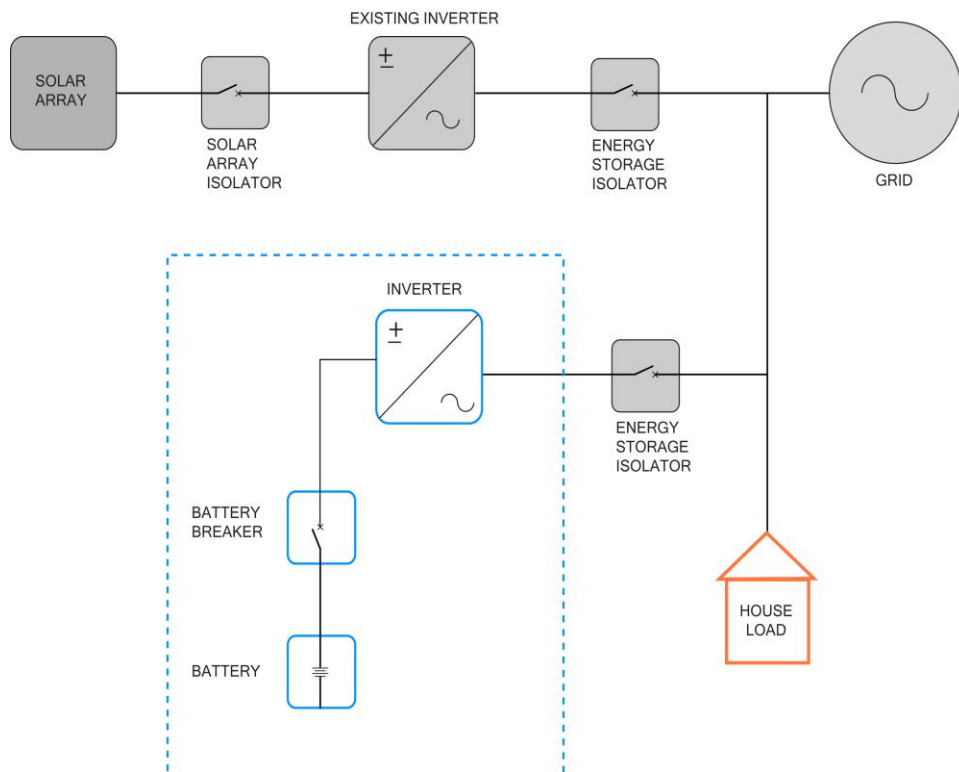 EXISTING INVERTER
SOLAR
ARRAY
SOLAR
ARRAY
ISOLATOR
ENERGY
STORAGE
ISOLATOR
GRID
INVERTER
ENERGY
STORAGE
ISOLATOR
BATTERY
BREAKER
HOUSE
LOAD
BATTERY